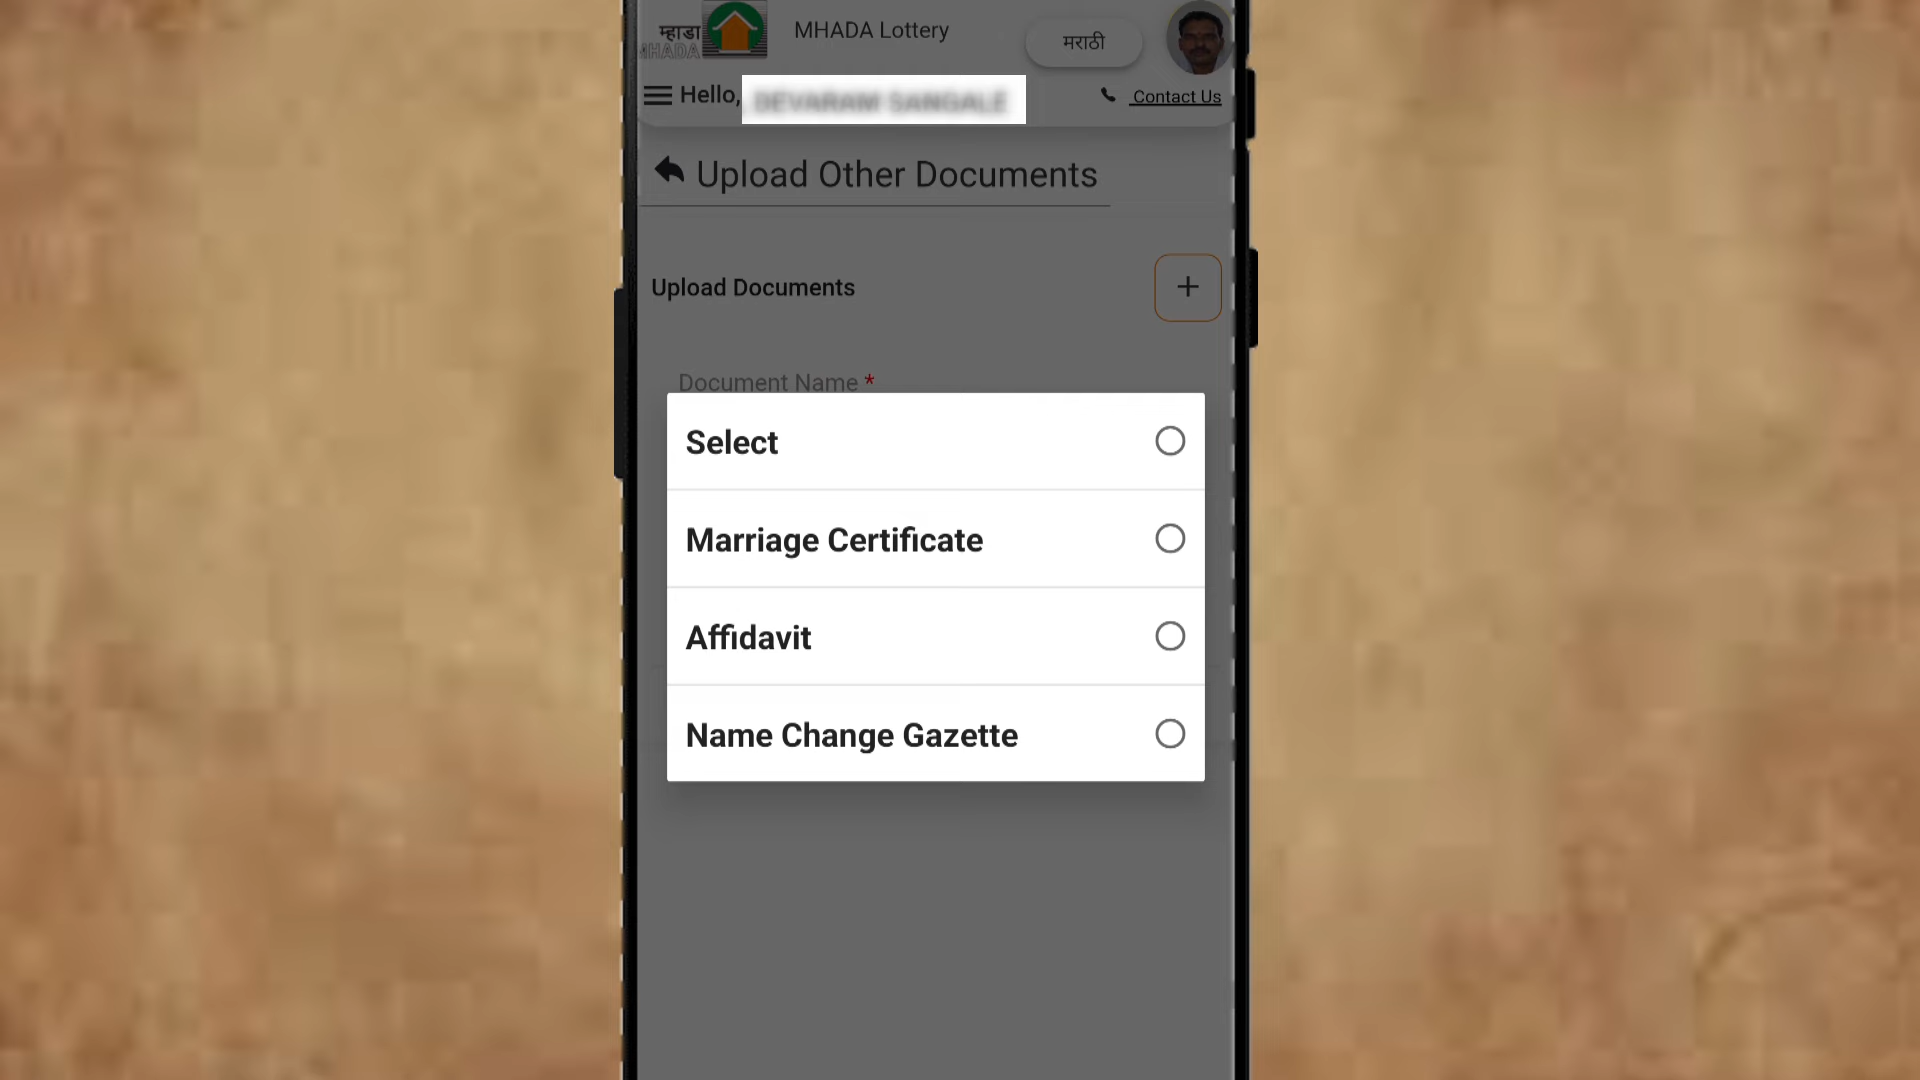 म्हाडा
MHADA
MHADA Lottery
मराठी
Hello,
Contact Us
Upload Other Documents
Upload Documents
+
Document Name *
Select
Marriage Certificate
Affidavit
Name Change Gazette